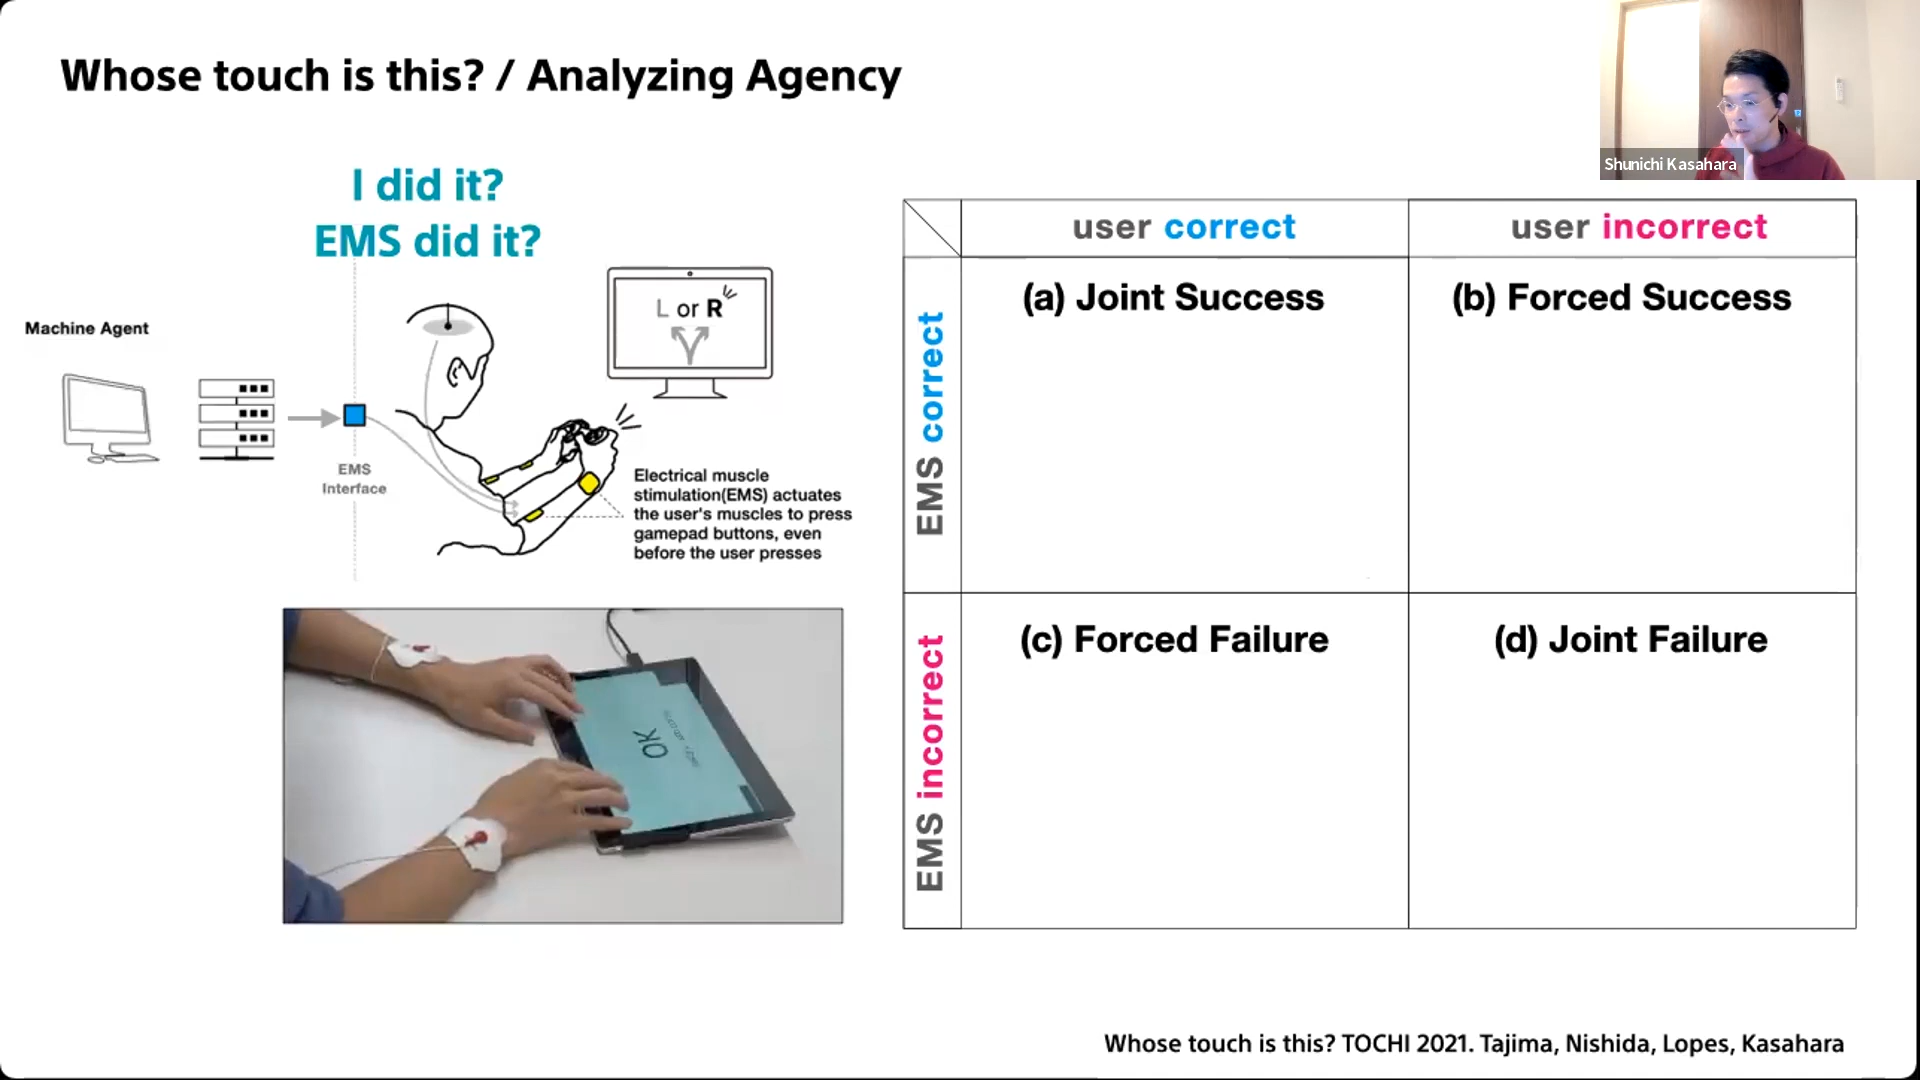 Whose touch is this? / Analyzing Agency
Shunichi Kasahara
I did it?
EMS did it?
Machine Agent
L or R
EMS
Interface
Electrical muscle
stimulation(EMS) actuates
the user's muscles to press
gamepad buttons, even
before the user presses
OK
user correct
user incorrect
EMS correct
(a) Joint Success
(b) Forced Success
EMS incorrect
(c) Forced Failure
(d) Joint Failure
Whose touch is this? TOCHI 2021. Tajima, Nishida, Lopes, Kasahara